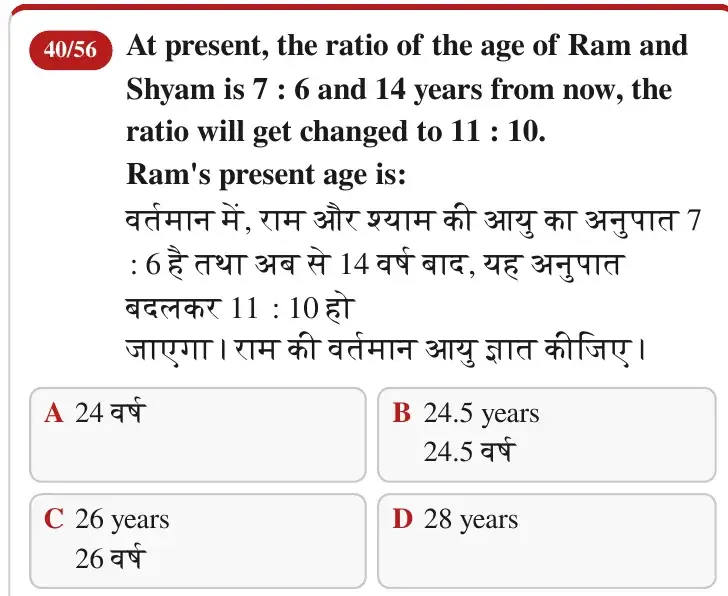 40/56 At present, the ratio of the age of Ram and
Shyam is 7 : 6 and 14 years from now, the
ratio will get changed to 11 : 10.
Ram's present age is:
वर्तमान में, राम और श्याम की आयु का अनुपात 7
: 6 है तथा अब से 14 वर्ष बाद, यह अनुपात
बदलकर 11 : 10 हो
जाएगा। राम की वर्तमान आयु ज्ञात कीजिए।
A 24 वर्ष
B 24.5 years
24.5 वर्ष
C 26 years
26 वर्ष
D 28 years